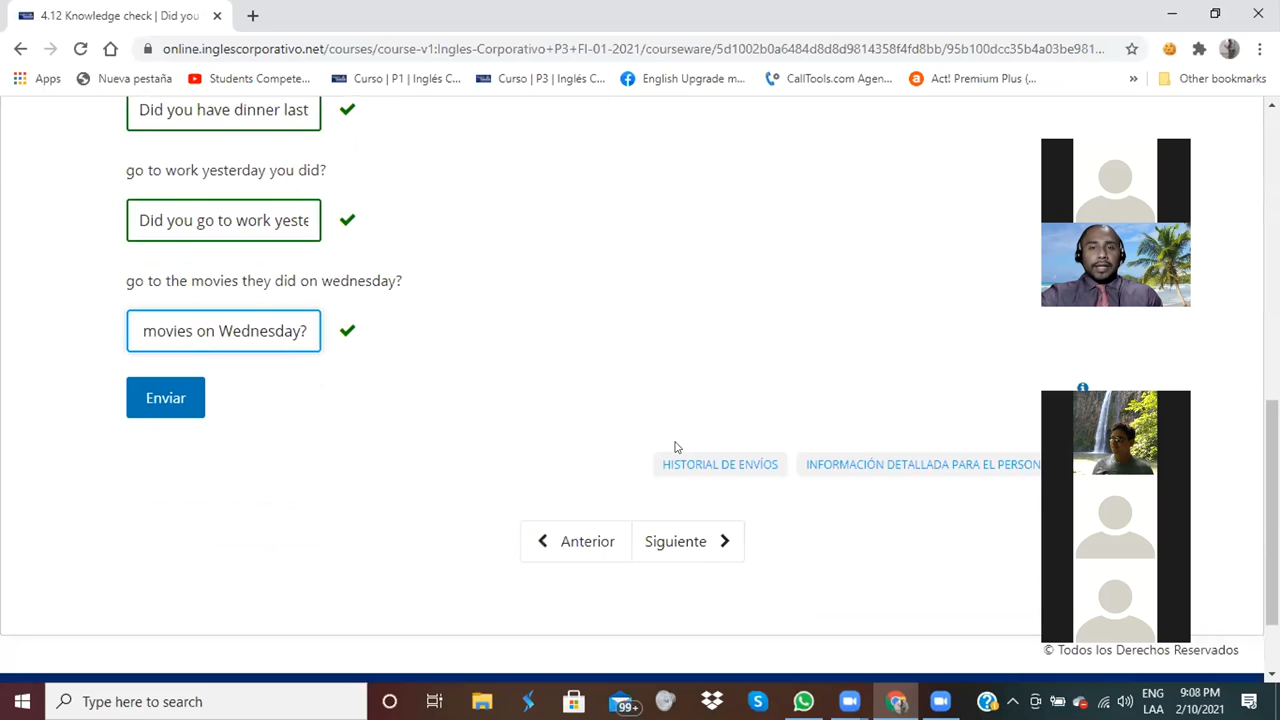 4.12 Knowledge check | Did you
online.inglescorporativo.net/courses/course-v1:Ingles-Corporativo+P3+FI-01-2021/courseware/5d1002b0a6484d8d8d9814358f4fd8bb/95b100dcc35b4a03be981...
Apps Nueva pestaña Students Compete... Curso | P1 | Inglés C... Curso | P3 | Inglés C... English Upgrade m... CallTools.com Agen... Act! Premium Plus (... » Other bookmarks
Did you have dinner last
go to work yesterday you did?
Did you go to work yeste
go to the movies they did on wednesday?
movies on Wednesday?
Enviar
HISTORIAL DE ENVÍOS INFORMACIÓN DETALLADA PARA EL PERSON
Anterior Siguiente
© Todos los Derechos Reservados
Type here to search
99+
ENG 9:08 PM
LAA 2/10/2021